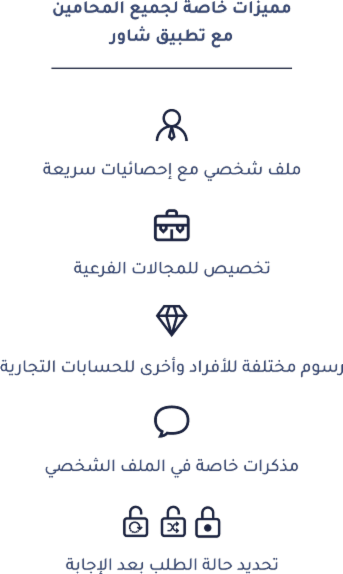 مميزات خاصة لجميع المحامين
مع تطبيق شاور
ملف شخصي مع إحصائيات سريعة
تخصيص للمجالات الفرعية
رسوم مختلفة للأفراد وأخرى للحسابات التجارية
مذكرات خاصة في الملف الشخصي
تحديد حالة الطلب بعد الإجابة